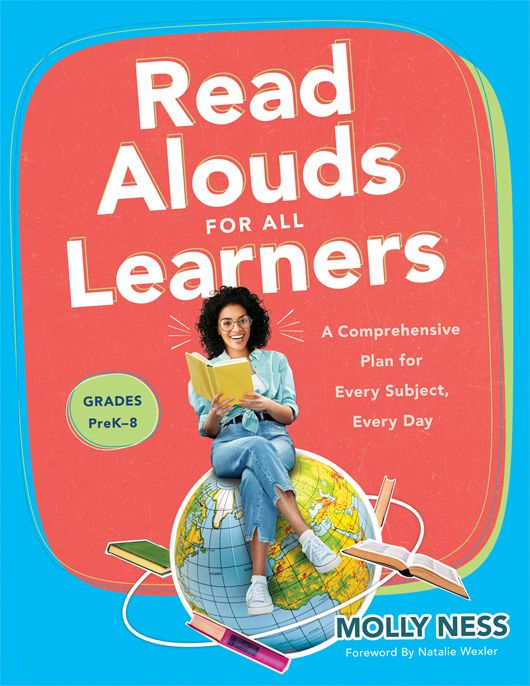 Read
Alouds
FOR ALL
Learners
A Comprehensive
Plan for
Every Subject,
Every Day
GRADES
PreK–8
MOLLY NESS
Foreword By Natalie Wexler